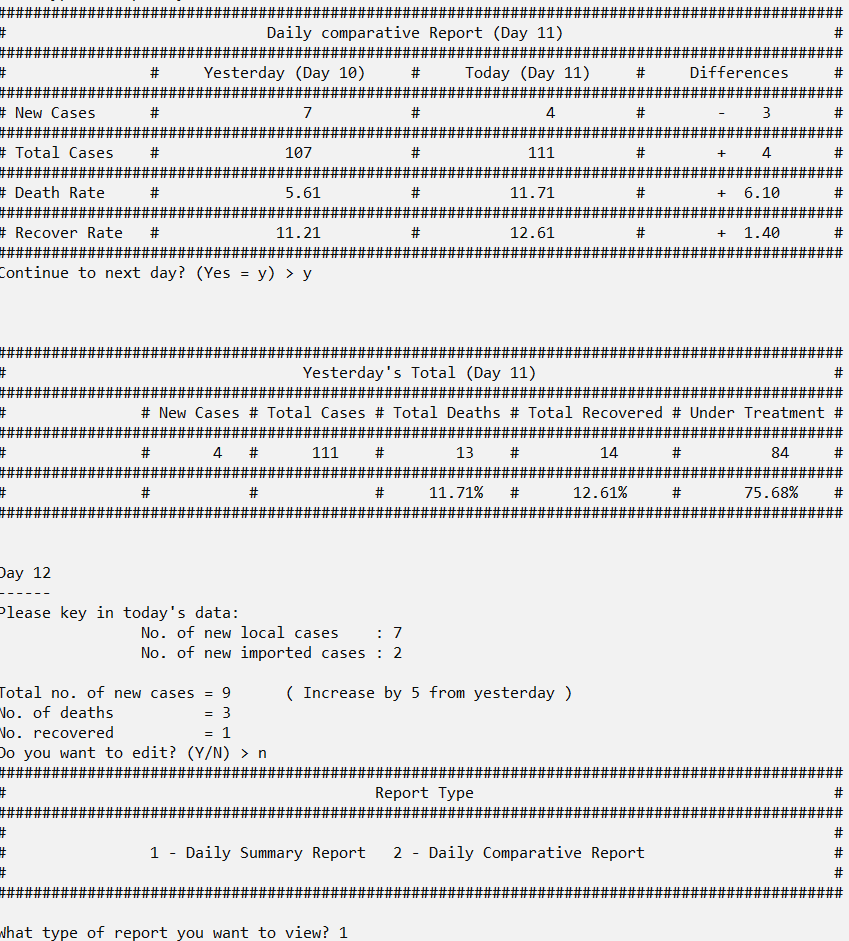 ##############################################################################################
# Daily comparative Report (Day 11) #
##############################################################################################
# # Yesterday (Day 10) # Today (Day 11) # Differences #
##############################################################################################
# New Cases # 7 # 4 # - 3 #
##############################################################################################
# Total Cases # 107 # 111 # + 4 #
##############################################################################################
# Death Rate # 5.61 # 11.71 # + 6.10 #
##############################################################################################
# Recover Rate # 11.21 # 12.61 # + 1.40 #
##############################################################################################
Continue to next day? (Yes = y) > y
##############################################################################################
# Yesterday's Total (Day 11) #
##############################################################################################
# # New Cases # Total Cases # Total Deaths # Total Recovered # Under Treatment #
##############################################################################################
# # 4 # 111 # 13 # 14 # 84 #
##############################################################################################
# # # # 11.71% # 12.61% # 75.68% #
##############################################################################################
Day 12
------
Please key in today's data:
No. of new local cases : 7
No. of new imported cases : 2
Total no. of new cases = 9 ( Increase by 5 from yesterday )
No. of deaths = 3
No. recovered = 1
Do you want to edit? (Y/N) > n
##############################################################################################
# Report Type #
##############################################################################################
# #
# 1 - Daily Summary Report 2 - Daily Comparative Report #
# #
##############################################################################################
What type of report you want to view? 1